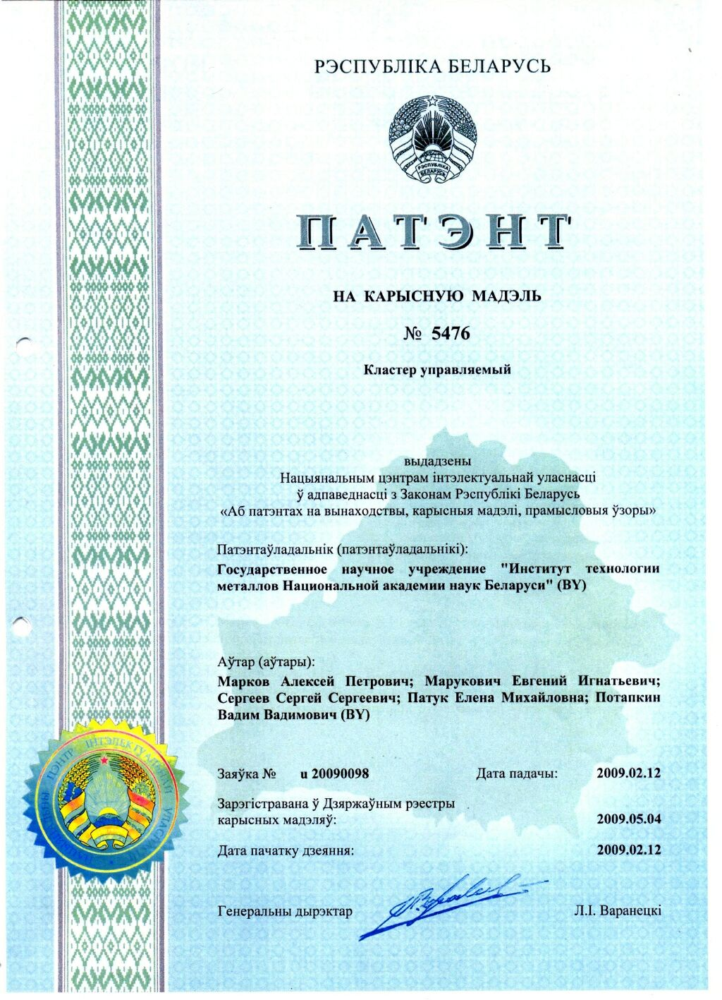 РЭСПУБЛІКА БЕЛАРУСЬ
РЭСПУБЛІКА
БЕЛАРУСЬ
ПАТЭНТ
НА КАРЫСНУЮ МАДЭЛЬ
№ 5476
Кластер управляемый
выдадзены
Нацыянальным цэнтрам інтэлектуальнай уласнасці
ў адпаведнасці з Законам Рэспублікі Беларусь
«Аб патэнтах на вынаходствы, карысныя мадэлі, прамысловыя ўзоры»
Патэнтаўладальнік (патэнтаўладальнікі):
Государственное научное учреждение "Институт технологии
металлов Национальной академии наук Беларуси" (BY)
Аўтар (аўтары):
Марков Алексей Петрович; Марукович Евгений Игнатьевич;
Сергеев Сергей Сергеевич; Патук Елена Михайловна; Потапкин
Вадим Вадимович (BY)
НАЦЫЯНАЛЬНЫ ЦЭНТР ІНТЭЛЕКТУАЛЬНАЙ УЛАСНАСЦІ
Заяўка № u 20090098 Дата падачы: 2009.02.12
Зарэгістравана ў Дзяржаўным рэестры
карысных мадэляў: 2009.05.04
Дата пачатку дзеяння: 2009.02.12
Генеральны дырэктар Л.І. Варанецкі